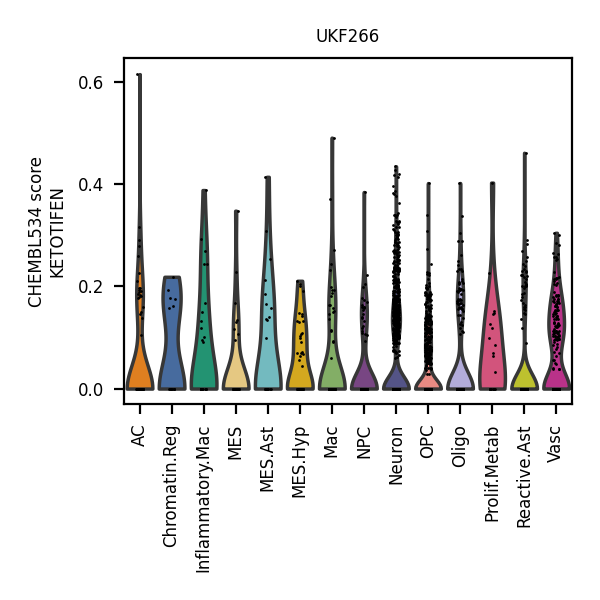 UKF266
CHEMBL534 score
KETOTIFEN
0.6
0.4
0.2
0.0
AC
Chromatin.Reg
Inflammatory.Mac
MES
MES.Ast
MES.Hyp
Mac
NPC
Neuron
OPC
Oligo
Prolif.Metab
Reactive.Ast
Vasc